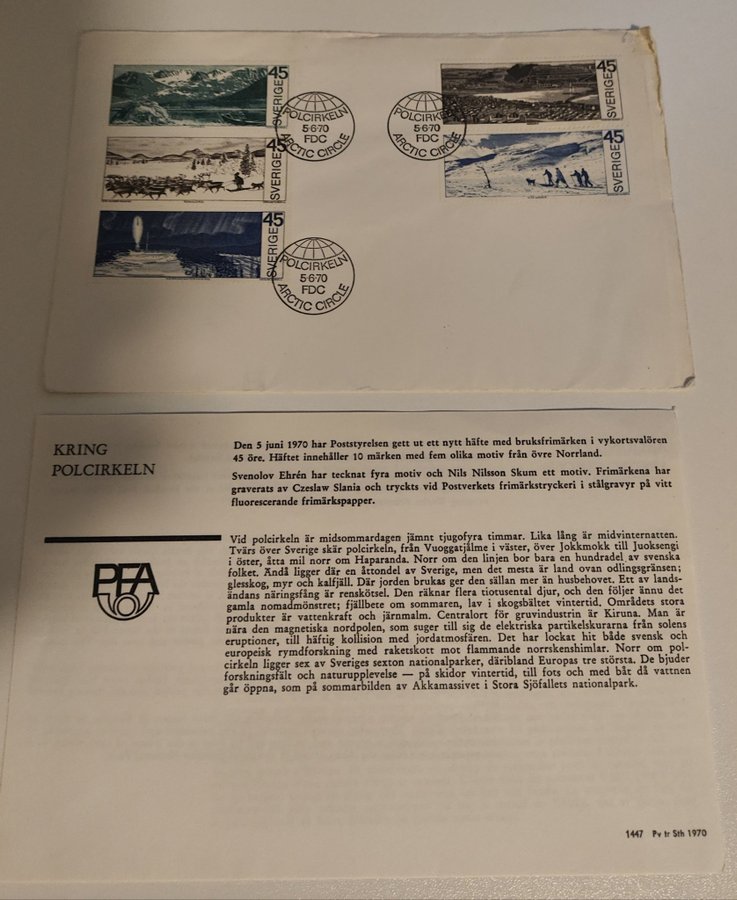 45
SVERIGE
POLCIRKELN
5·6·70
FDC
ARCTIC CIRCLE
45
SVERIGE
45
SVERIGE
POLCIRKELN
5·6·70
FDC
ARCTIC CIRCLE
45
SVERIGE
45
SVERIGE
POLCIRKELN
5·6·70
FDC
ARCTIC CIRCLE
KRING
POLCIRKELN
Den 5 juni 1970 har Poststyrelsen gett ut ett nytt häfte med bruksfrimärken i vykortsvalören
45 öre. Häftet innehåller 10 märken med fem olika motiv från övre Norrland.
Svenolov Ehrén har tecknat fyra motiv och Nils Nilsson Skum ett motiv. Frimärkena har
graverats av Czeslaw Slania och tryckts vid Postverkets frimärkstryckeri i stålgravyr på vitt
fluorescerande frimärkspapper.
PFA
Vid polcirkeln är midsommardagen jämnt tjugofyra timmar. Lika lång är midvinternatten.
Tvärs över Sverige skär polcirkeln, från Vuoggatjålme i väster, över Jokkmokk till Juoksengi
i öster, åtta mil norr om Haparanda. Norr om den linjen bor bara en hundradel av svenska
folket. Ändå ligger där en åttondel av Sverige, men det mesta är land ovan odlingsgränsen;
glesskog, myr och kalfjäll. Där jorden brukas ger den sällan mer än husbehovet. Ett av lands-
ändans näringsfång är renskötsel. Den räknar flera tiotusental djur, och den följer ännu det
gamla nomadmönstret; fjällbete om sommaren, lav i skogsbältet vintertid. Områdets stora
produkter är vattenkraft och järnmalm. Centralort för gruvindustrin är Kiruna. Man är
nära den magnetiska nordpolen, som suger till sig de elektriska partikelskurarna från solens
eruptioner, till häftig kollision med jordatmosfären. Det har lockat hit både svensk och
europeisk rymdforskning med raketskott mot flammande norrskenshimlar. Norr om pol-
cirkeln ligger sex av Sveriges sexton nationalparker, däribland Europas tre största. De bjuder
forskningsfält och naturupplevelse — på skidor vintertid, till fots och med båt då vattnen
går öppna, som på sommarbilden av Akkamassivet i Stora Sjöfallets nationalpark.
1447 Pv tr Sth 1970